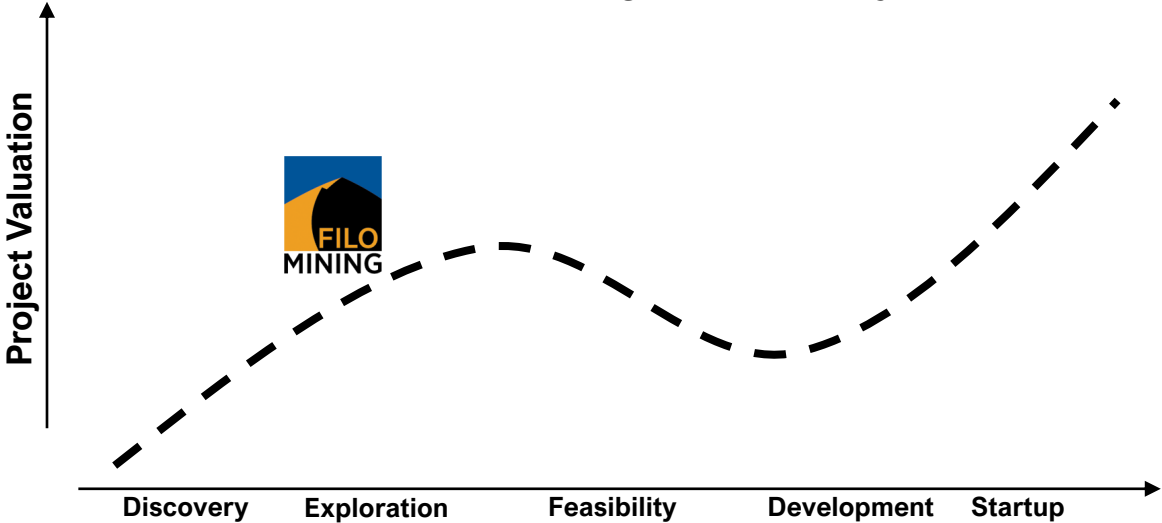 Project Valuation
FILO
MINING
Discovery Exploration Feasibility Development Startup